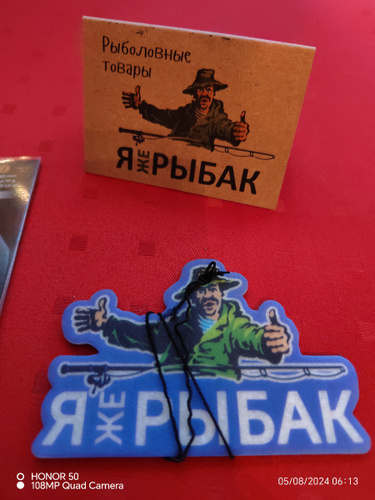 Рыболовные
товары
Я ЖЕ РЫБАК
Я ЖЕ РЫБАК
HONOR 50
108MP Quad Camera
05/08/2024 06:13